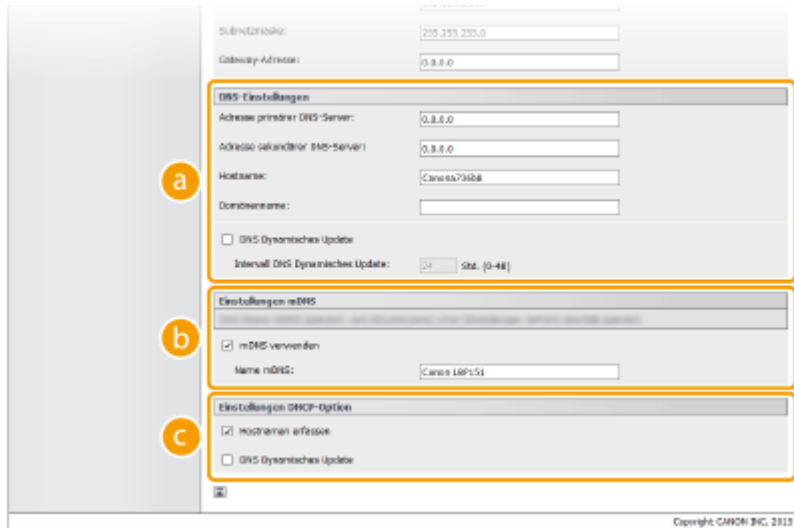 Subnetzmaske: 255.255.255.0
Gateway-Adresse: 0.0.0.0
DNS-Einstellungen
Adresse primärer DNS-Server: 0.0.0.0
Adresse sekundärer DNS-Server: 0.0.0.0
a
Hostname: Canona736b8
Domänenname:
DNS Dynamisches Update
Intervall DNS Dynamisches Update: 24 Std. (0-48)
Einstellungen mDNS
b
mDNS verwenden
Name mDNS: Canon LBP151
Einstellungen DHCP-Option
c
Hostnamen erfassen
DNS Dynamisches Update
Copyright CANON INC. 2015